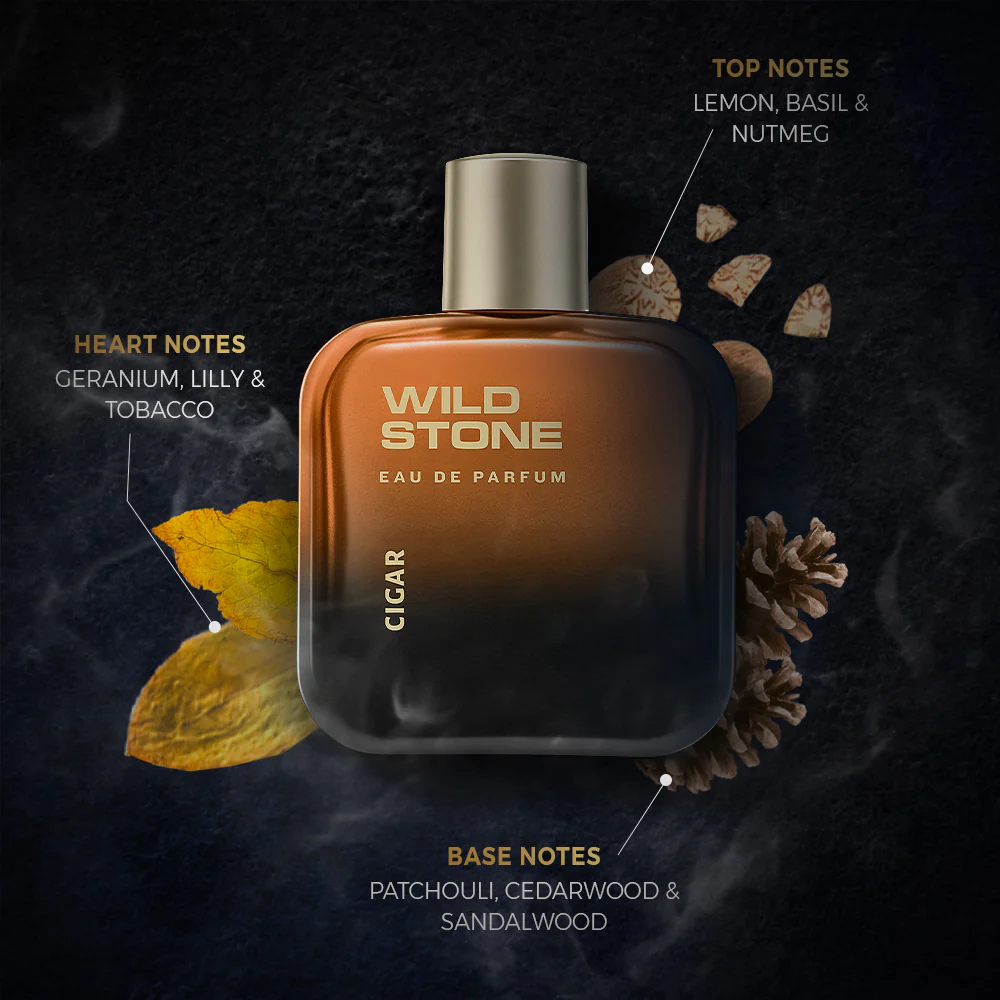 TOP NOTES
LEMON, BASIL &
NUTMEG
HEART NOTES
GERANIUM, LILLY &
TOBACCO
WILD
STONE
EAU DE PARFUM
CIGAR
BASE NOTES
PATCHOULI, CEDARWOOD &
SANDALWOOD